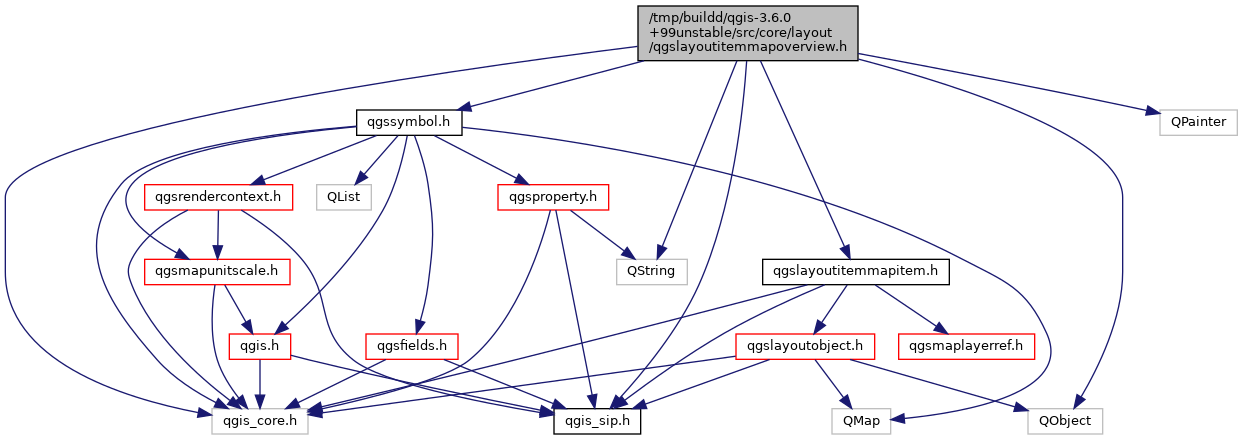 /tmp/buildd/qgis-3.6.0
+99unstable/src/core/layout
/qgslayoutitemmapoverview.h
qgssymbol.h
QPainter
qgsrendercontext.h
QList
qgsproperty.h
qgsmapunitscale.h
QString
qgslayoutitemmapitem.h
qgis.h
qgsfields.h
qgslayoutobject.h
qgsmaplayerref.h
qgis_core.h
qgis_sip.h
QMap
QObject